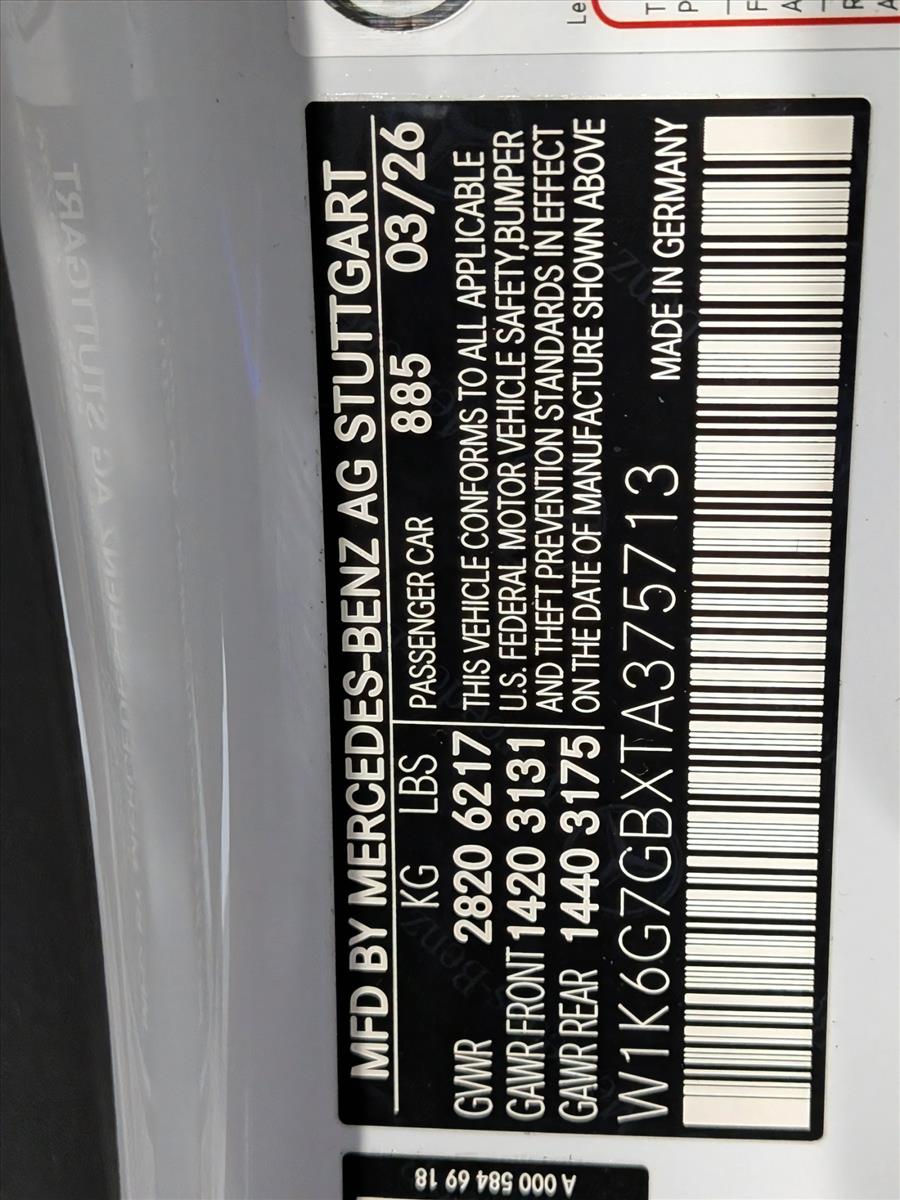 MFD BY MERCEDES-BENZ AG STUTTGART
KG LBS
PASSENGER CAR 885 03/26
GVWR 2820 6217
GAWR FRONT 1420 3131
GAWR REAR 1440 3175
THIS VEHICLE CONFORMS TO ALL APPLICABLE
U.S. FEDERAL MOTOR VEHICLE SAFETY,BUMPER
AND THEFT PREVENTION STANDARDS IN EFFECT
ON THE DATE OF MANUFACTURE SHOWN ABOVE
W1K6G7GBXTA375713
MADE IN GERMANY
A 000 584 69 18
Le
T
P
F
A
R
A